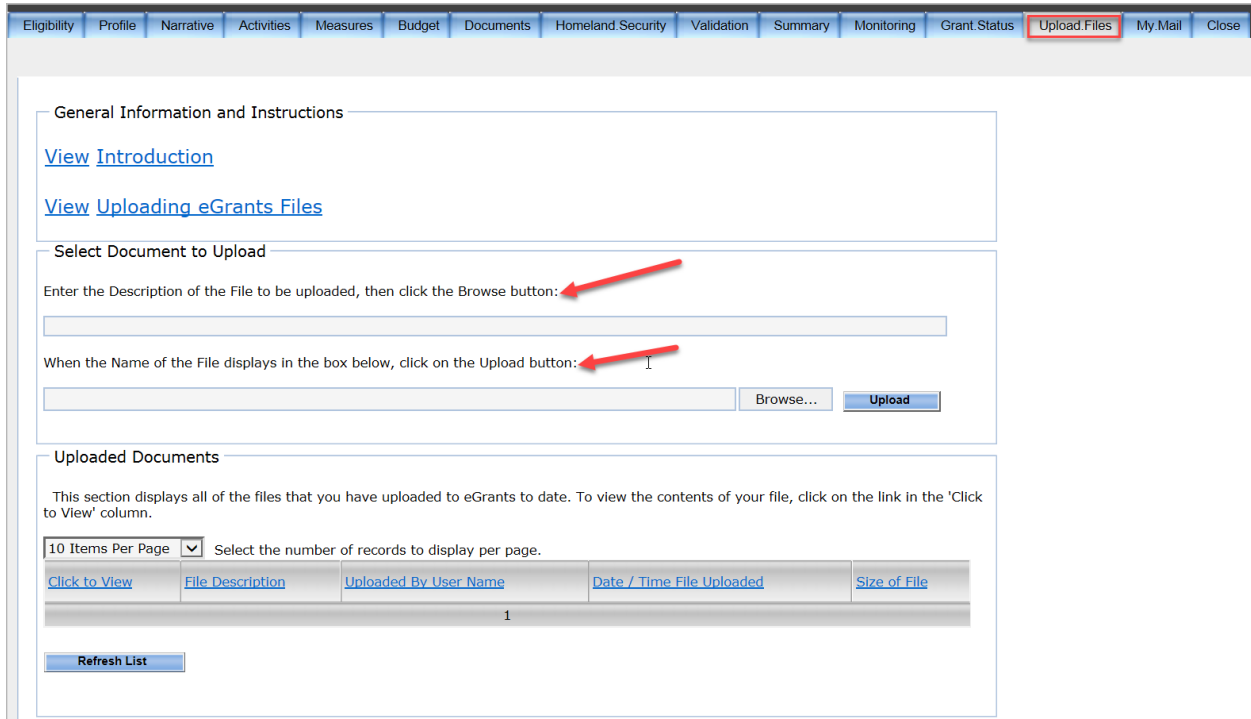 Eligibility Profile Narrative Activities Measures Budget Documents Homeland.Security Validation Summary Monitoring Grant.Status Upload.Files My.Mail Close
General Information and Instructions
View Introduction
View Uploading eGrants Files
Select Document to Upload
Enter the Description of the File to be uploaded, then click the Browse button:
When the Name of the File displays in the box below, click on the Upload button:
Browse... Upload
Uploaded Documents
This section displays all of the files that you have uploaded to eGrants to date. To view the contents of your file, click on the link in the 'Click
to View' column.
10 Items Per Page Select the number of records to display per page.
Click to View File Description Uploaded By User Name Date / Time File Uploaded Size of File
1
Refresh List